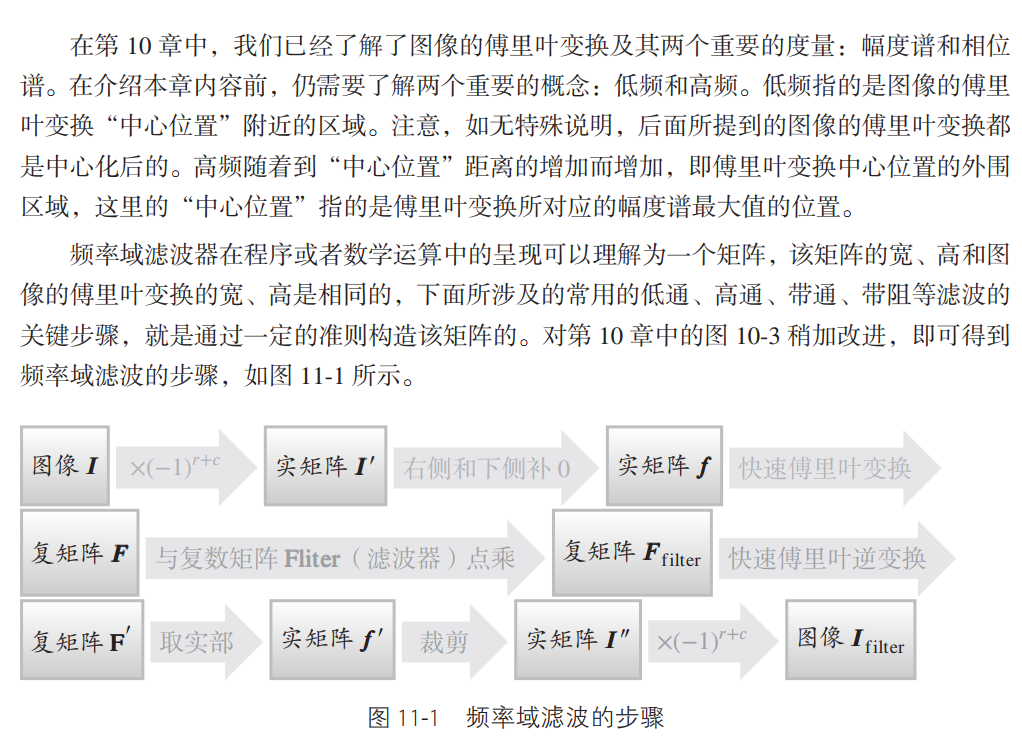 在第 10 章中，我们已经了解了图像的傅里叶变换及其两个重要的度量：幅度谱和相位
谱。在介绍本章内容前，仍需要了解两个重要的概念：低频和高频。低频指的是图像的傅里
叶变换“中心位置”附近的区域。注意，如无特殊说明，后面所提到的图像的傅里叶变换都
是中心化后的。高频随着到“中心位置”距离的增加而增加，即傅里叶变换中心位置的外围
区域，这里的“中心位置”指的是傅里叶变换所对应的幅度谱最大值的位置。
频率域滤波器在程序或者数学运算中的呈现可以理解为一个矩阵，该矩阵的宽、高和图
像的傅里叶变换的宽、高是相同的，下面所涉及的常用的低通、高通、带通、带阻等滤波的
关键步骤，就是通过一定的准则构造该矩阵的。对第 10 章中的图 10-3 稍加改进，即可得到
频率域滤波的步骤，如图 11-1 所示。
图像 I ×(−1)^{r+c} 实矩阵 I′ 右侧和下侧补 0 实矩阵 f 快速傅里叶变换
复矩阵 F 与复数矩阵 Fliter（滤波器）点乘 复矩阵 F_{filter} 快速傅里叶逆变换
复矩阵 F′ 取实部 实矩阵 f′ 裁剪 实矩阵 I″ ×(−1)^{r+c} 图像 I_{filter}
图 11-1 频率域滤波的步骤